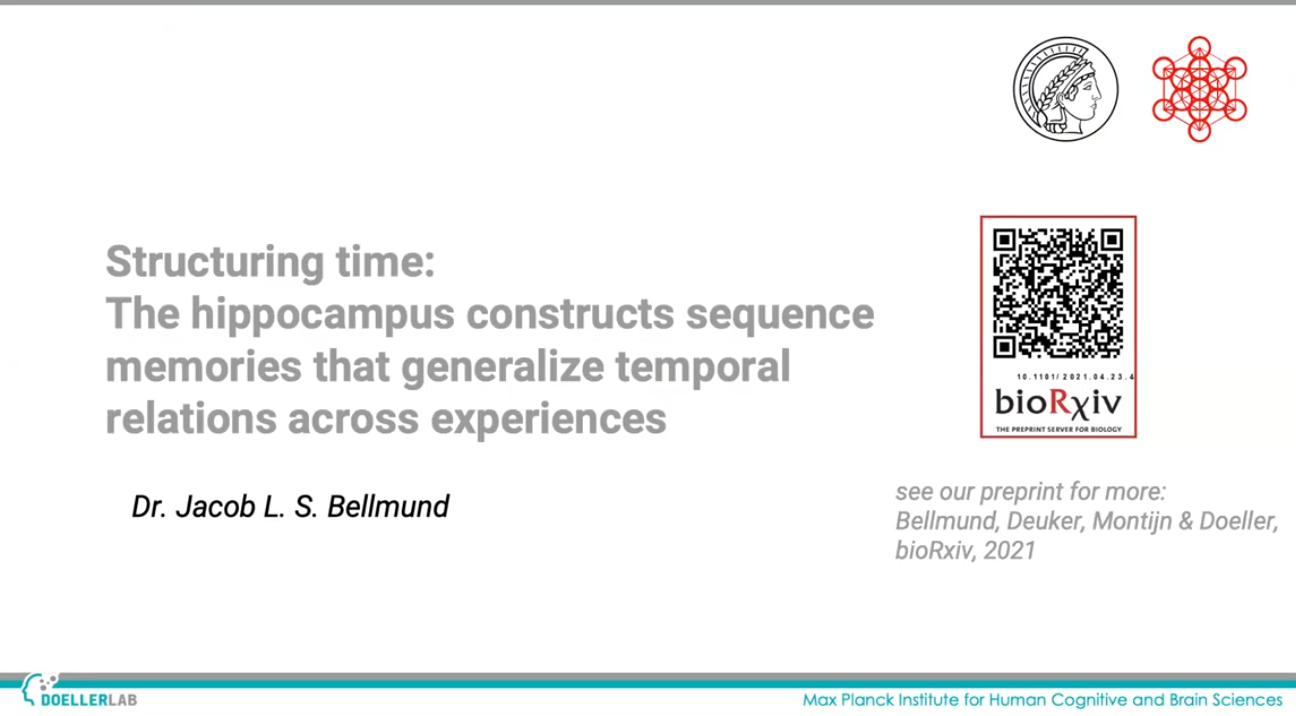 Structuring time:
The hippocampus constructs sequence
memories that generalize temporal
relations across experiences
Dr. Jacob L. S. Bellmund
10.1101/2021.04.23.4
bioRxiv
THE PREPRINT SERVER FOR BIOLOGY
see our preprint for more:
Bellmund, Deuker, Montijn & Doeller,
bioRxiv, 2021
DOELLERLAB
Max Planck Institute for Human Cognitive and Brain Sciences